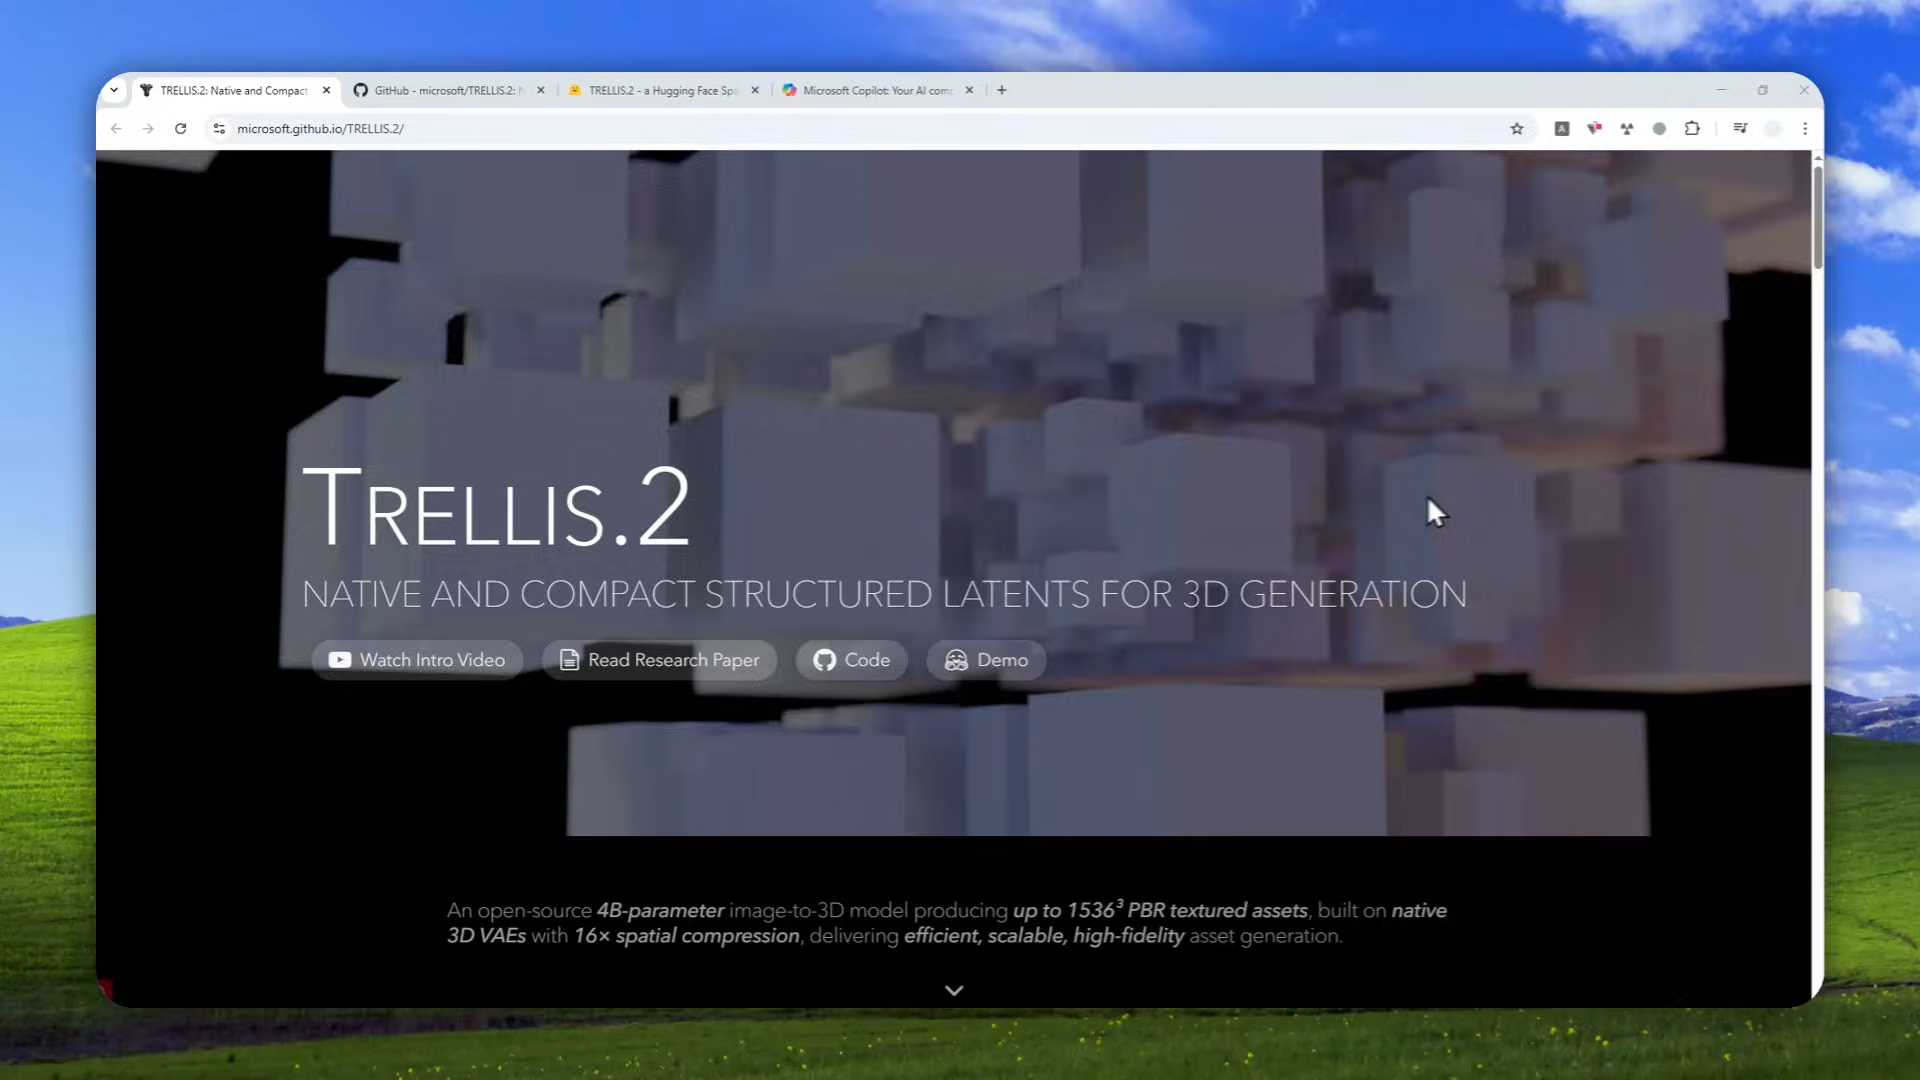 TRELLIS.2: Native and Compact
GitHub - microsoft/TRELLIS.2:
TRELLIS.2 - a Hugging Face Spa
Microsoft Copilot: Your AI com
microsoft.github.io/TRELLIS.2/
TRELLIS.2
NATIVE AND COMPACT STRUCTURED LATENTS FOR 3D GENERATION
Watch Intro Video
Read Research Paper
Code
Demo
An open-source 4B-parameter image-to-3D model producing up to 1536³ PBR textured assets, built on native
3D VAEs with 16× spatial compression, delivering efficient, scalable, high-fidelity asset generation.